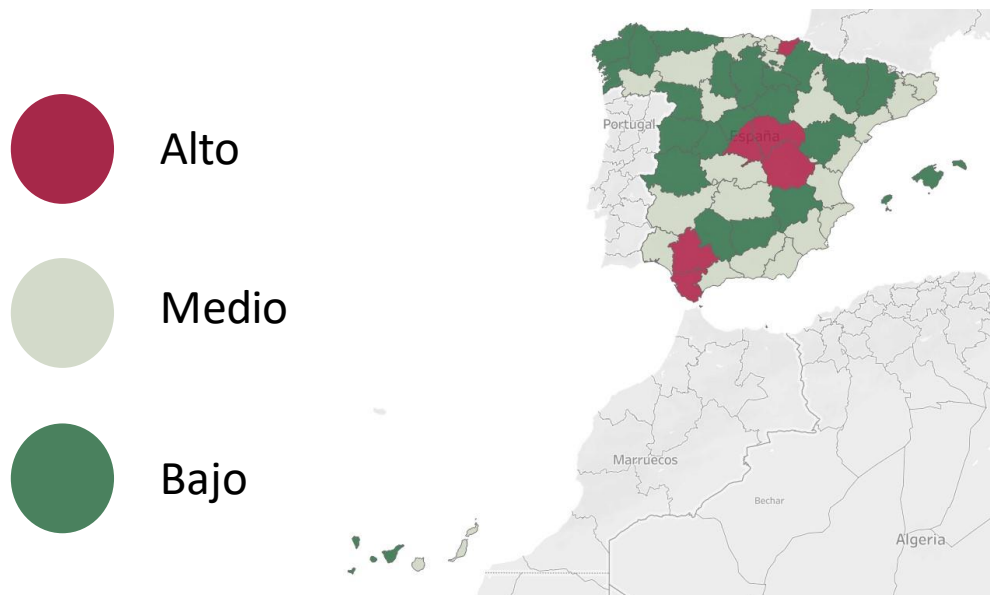 Alto
Medio
Bajo
Portugal
España
Marruecos
Bechar
Algeria